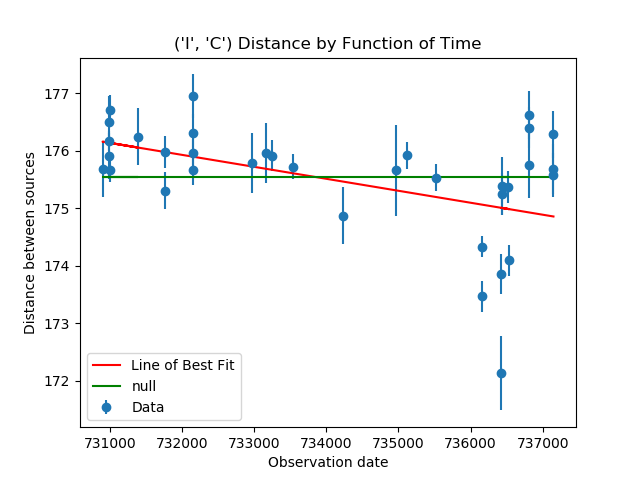 ('I', 'C') Distance by Function of Time
Distance between sources
177
176
175
174
173
172
Line of Best Fit
null
Data
731000 732000 733000 734000 735000 736000 737000
Observation date